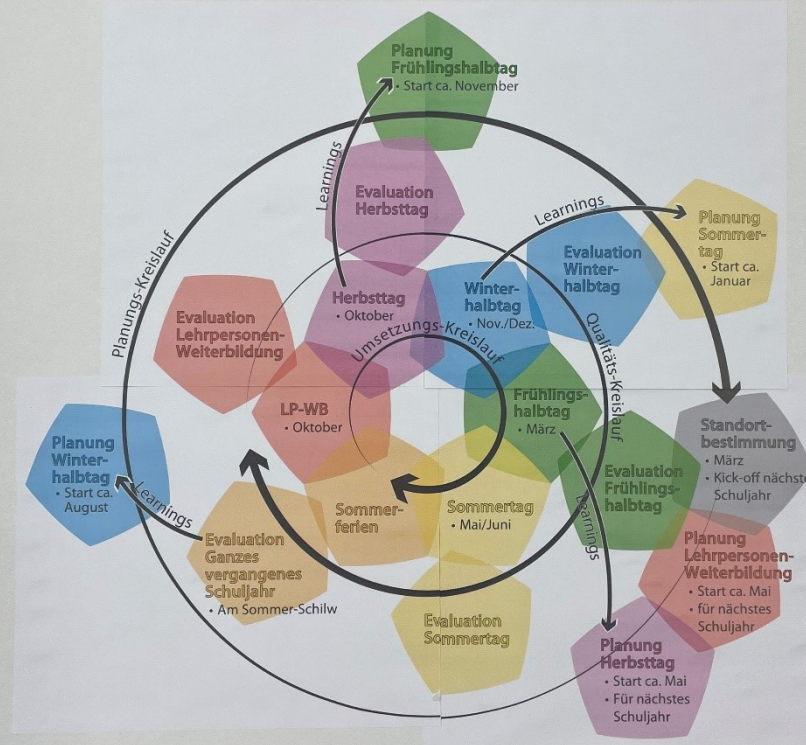 Planung
Frühlingshalbtag
• Start ca. November
Learnings
Evaluation
Herbsttag
Learnings
Planung
Sommer-
tag
• Start ca.
Januar
Evaluation
Winter-
halbtag
Planungs-Kreislauf
Herbsttag
• Oktober
Winter-
halbtag
• Nov./Dez.
Evaluation
Lehrpersonen-
Weiterbildung
Umsetzungs-Kreislauf
Qualitäts-Kreislauf
LP-WB
• Oktober
Frühlings-
halbtag
• März
Standort-
bestimmung
• März
• Kick-off nächste
Schuljahr
Planung
Winter-
halbtag
• Start ca.
August
Learnings
Evaluation
Frühlings-
halbtag
Sommer-
ferien
Sommertag
• Mai/Juni
Learnings
Evaluation
Ganzes
vergangenes
Schuljahr
• Am Sommer-Schilw
Planung
Lehrpersonen-
Weiterbildung
• Start ca. Mai
• für nächstes
Schuljahr
Evaluation
Sommertag
Planung
Herbsttag
• Start ca. Mai
• Für nächstes
Schuljahr